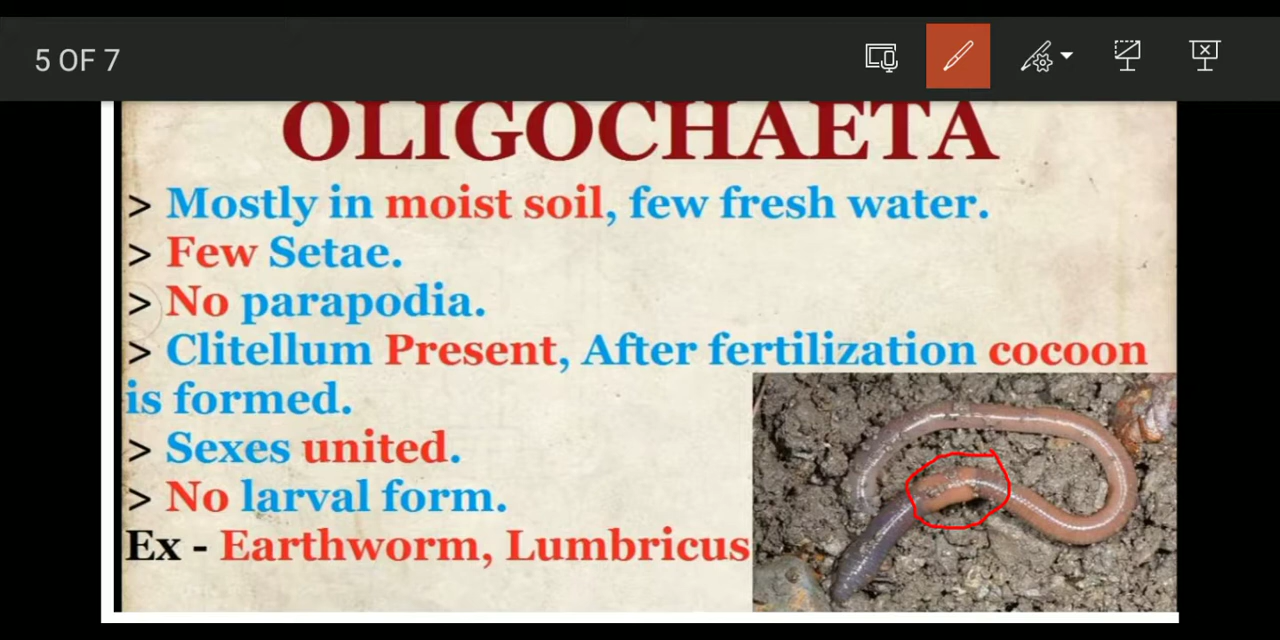 5 OF 7
OLIGOCHAETA
> Mostly in moist soil, few fresh water.
> Few Setae.
> No parapodia.
> Clitellum Present, After fertilization cocoon
is formed.
> Sexes united.
> No larval form.
Ex - Earthworm, Lumbricus